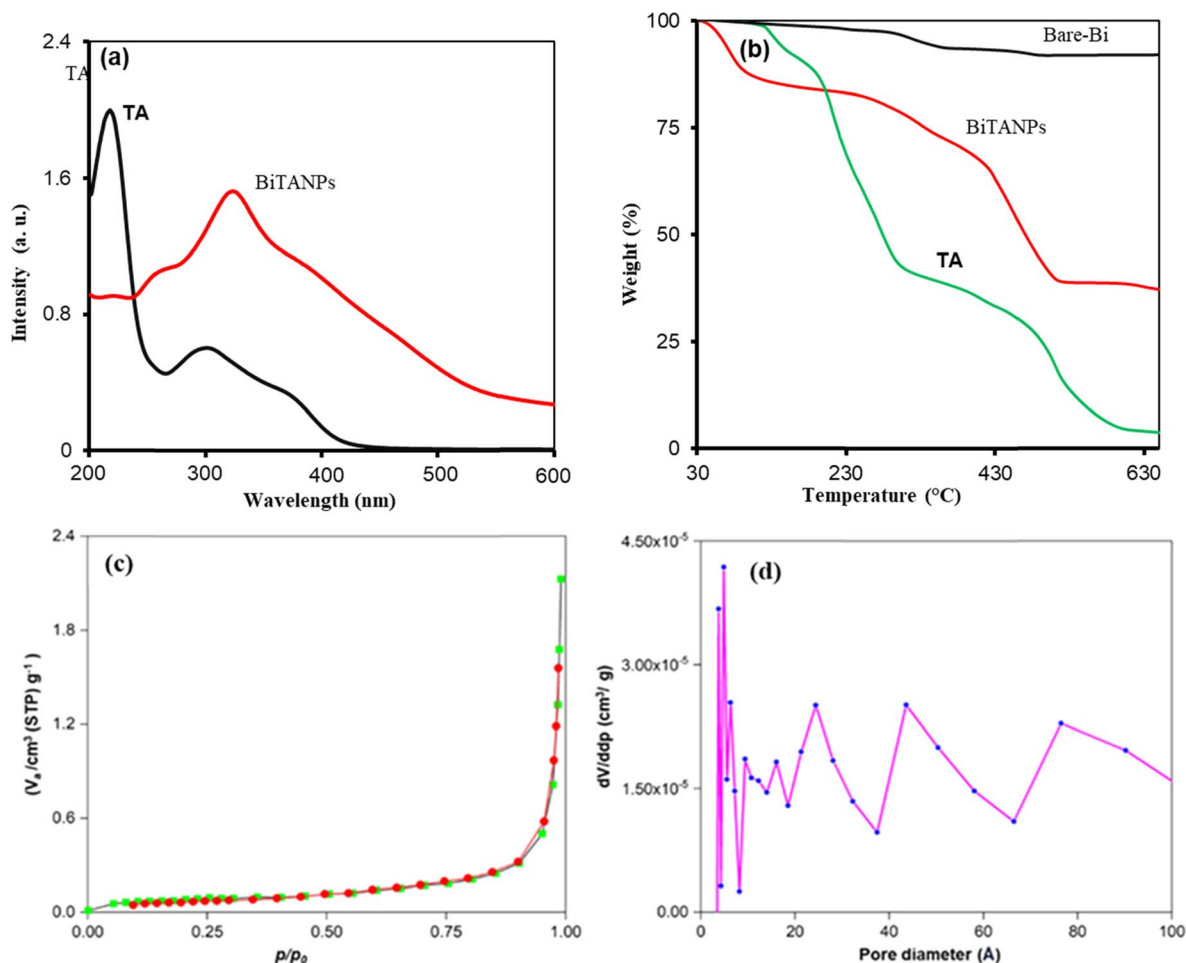 (a)
TA
TA
BiTANPs
2.4
1.6
0.8
0
200 300 400 500 600
Intensity (a. u.)
Wavelength (nm)
(b)
Bare-Bi
BiTANPs
TA
100
75
50
25
0
30 230 430 630
Weight (%)
Temperature (°C)
(c)
2.4
1.8
1.2
0.6
0.0
0.00 0.25 0.50 0.75 1.00
(Va/cm³ (STP) g⁻¹
p/p₀
(d)
4.50x10⁻⁵
3.00x10⁻⁵
1.50x10⁻⁵
0.00
0 20 40 60 80 100
dV/ddp (cm³/ g)
Pore diameter (Å)